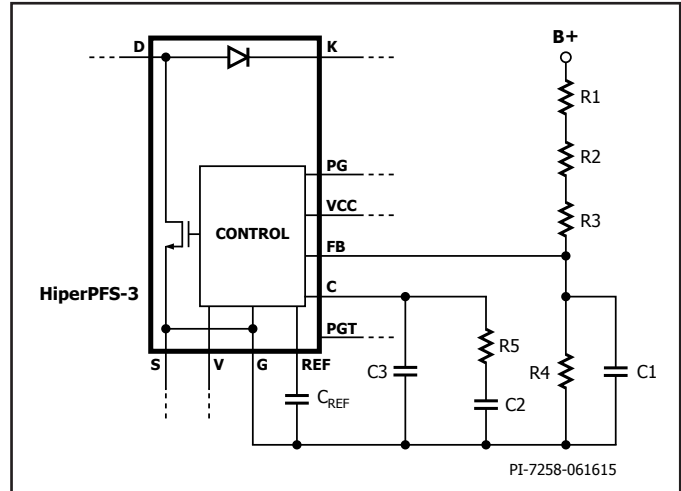 D
K
B+
R1
R2
PG
VCC
R3
CONTROL
FB
HiperPFS-3
C
PGT
R5
S
V
G
REF
C3
R4
C1
CREF
C2
PI-7258-061615